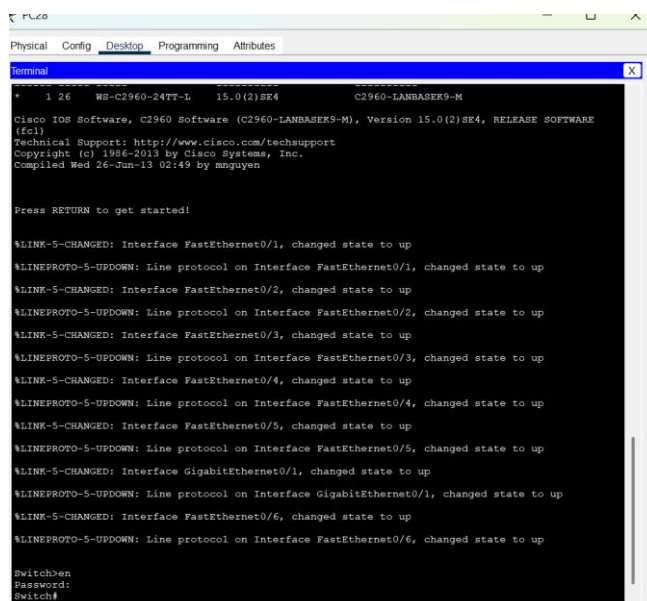 PC28
Physical Config Desktop Programming Attributes
Terminal
X
* 1 26 WS-C2960-24TT-L 15.0(2)SE4 C2960-LANBASEK9-M
Cisco IOS Software, C2960 Software (C2960-LANBASEK9-M), Version 15.0(2)SE4, RELEASE SOFTWARE
(fc1)
Technical Support: http://www.cisco.com/techsupport
Copyright (c) 1986-2013 by Cisco Systems, Inc.
Compiled Wed 26-Jun-13 02:49 by mnguyen
Press RETURN to get started!
%LINK-5-CHANGED: Interface FastEthernet0/1, changed state to up
%LINEPROTO-5-UPDOWN: Line protocol on Interface FastEthernet0/1, changed state to up
%LINK-5-CHANGED: Interface FastEthernet0/2, changed state to up
%LINEPROTO-5-UPDOWN: Line protocol on Interface FastEthernet0/2, changed state to up
%LINK-5-CHANGED: Interface FastEthernet0/3, changed state to up
%LINEPROTO-5-UPDOWN: Line protocol on Interface FastEthernet0/3, changed state to up
%LINK-5-CHANGED: Interface FastEthernet0/4, changed state to up
%LINEPROTO-5-UPDOWN: Line protocol on Interface FastEthernet0/4, changed state to up
%LINK-5-CHANGED: Interface FastEthernet0/5, changed state to up
%LINEPROTO-5-UPDOWN: Line protocol on Interface FastEthernet0/5, changed state to up
%LINK-5-CHANGED: Interface GigabitEthernet0/1, changed state to up
%LINEPROTO-5-UPDOWN: Line protocol on Interface GigabitEthernet0/1, changed state to up
%LINK-5-CHANGED: Interface FastEthernet0/6, changed state to up
%LINEPROTO-5-UPDOWN: Line protocol on Interface FastEthernet0/6, changed state to up
Switch>en
Password:
Switch#